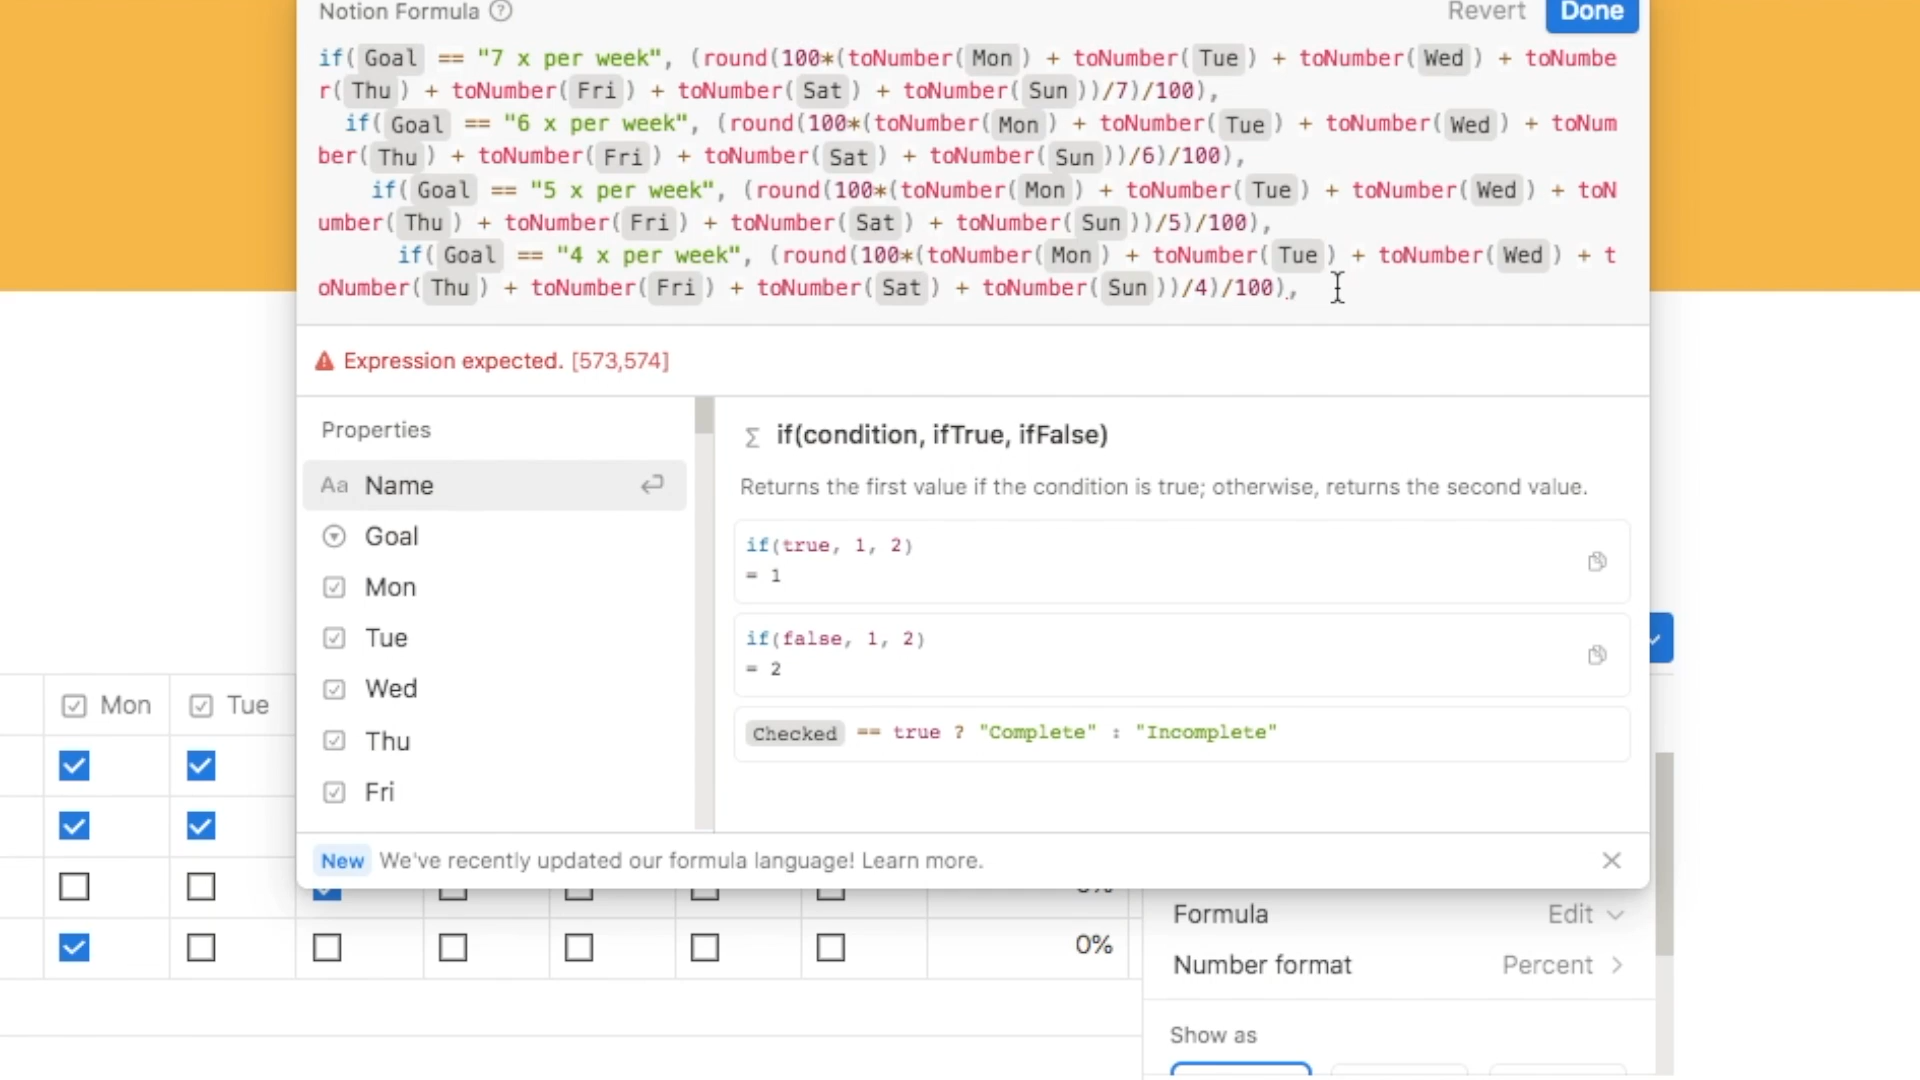 Notion Formula ?
Revert Done
if( Goal == "7 x per week", (round(100*(toNumber( Mon ) + toNumber( Tue ) + toNumber( Wed ) + toNumbe
r( Thu ) + toNumber( Fri ) + toNumber( Sat ) + toNumber( Sun ))/7)/100),
if( Goal == "6 x per week", (round(100*(toNumber( Mon ) + toNumber( Tue ) + toNumber( Wed ) + toNum
ber( Thu ) + toNumber( Fri ) + toNumber( Sat ) + toNumber( Sun ))/6)/100),
if( Goal == "5 x per week", (round(100*(toNumber( Mon ) + toNumber( Tue ) + toNumber( Wed ) + toN
umber( Thu ) + toNumber( Fri ) + toNumber( Sat ) + toNumber( Sun ))/5)/100),
if( Goal == "4 x per week", (round(100*(toNumber( Mon ) + toNumber( Tue ) + toNumber( Wed ) + t
oNumber( Thu ) + toNumber( Fri ) + toNumber( Sat ) + toNumber( Sun ))/4)/100),
Expression expected. [573,574]
Properties
Aa Name
Goal
Mon
Tue
Wed
Thu
Fri
Σ if(condition, ifTrue, ifFalse)
Returns the first value if the condition is true; otherwise, returns the second value.
if(true, 1, 2)
= 1
if(false, 1, 2)
= 2
Checked == true ? "Complete" : "Incomplete"
New We've recently updated our formula language! Learn more.
Mon Tue
0%
Formula Edit
Number format Percent
Show as